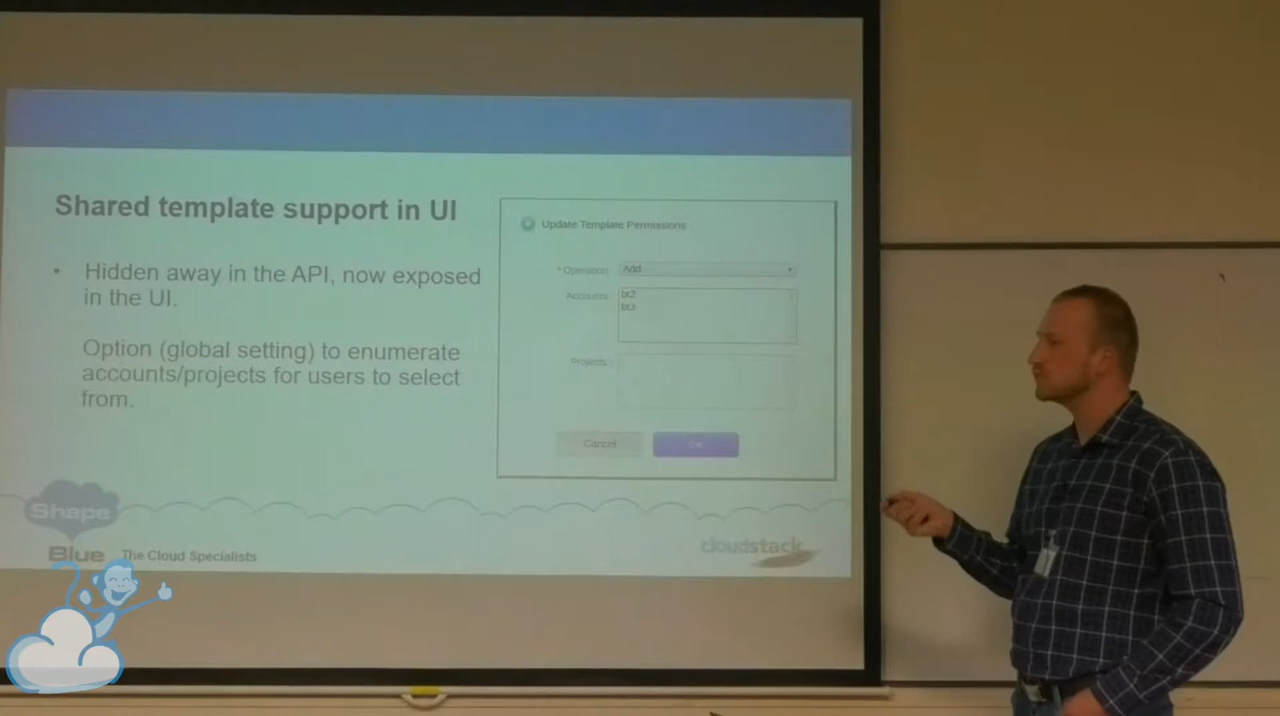 Shared template support in UI
• Hidden away in the API, now exposed
in the UI.
Option (global setting) to enumerate
accounts/projects for users to select
from.
Update Template Permissions
* Operation: Add
Accounts:
bt2
Projects:
Cancel
Shape
Blue The Cloud Specialists
cloudstack